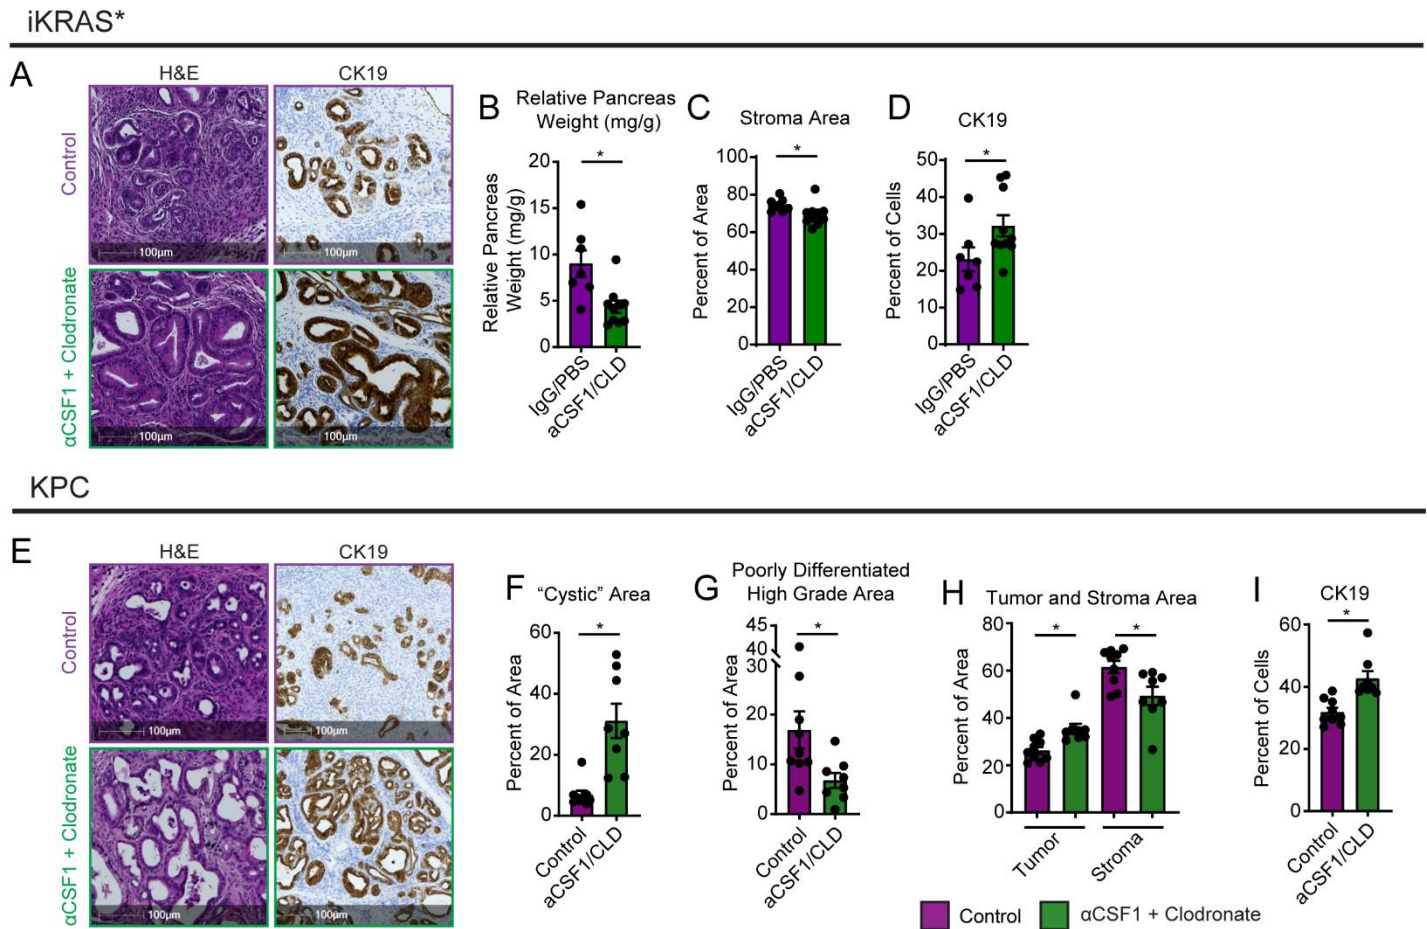 iKRAS*
A
H&E
CK19
Control
100µm
100µm
αCSF1 + Clodronate
100µm
100µm
B
Relative Pancreas
Weight (mg/g)
*
Relative Pancreas
Weight (mg/g)
20
15
10
5
0
IgG/PBS
aCSF1/CLD
C
Stroma Area
*
Percent of Area
100
80
60
40
20
0
IgG/PBS
aCSF1/CLD
D
CK19
*
Percent of Cells
50
40
30
20
10
0
IgG/PBS
aCSF1/CLD
KPC
E
H&E
CK19
Control
100µm
100µm
αCSF1 + Clodronate
100µm
100µm
F
“Cystic” Area
*
Percent of Area
60
40
20
0
Control
aCSF1/CLD
G
Poorly Differentiated
High Grade Area
*
Percent of Area
45
40
30
20
10
0
Control
aCSF1/CLD
H
Tumor and Stroma Area
*
*
Percent of Area
80
60
40
20
0
Tumor
Stroma
I
CK19
*
Percent of Cells
60
40
20
0
Control
aCSF1/CLD
Control
αCSF1 + Clodronate